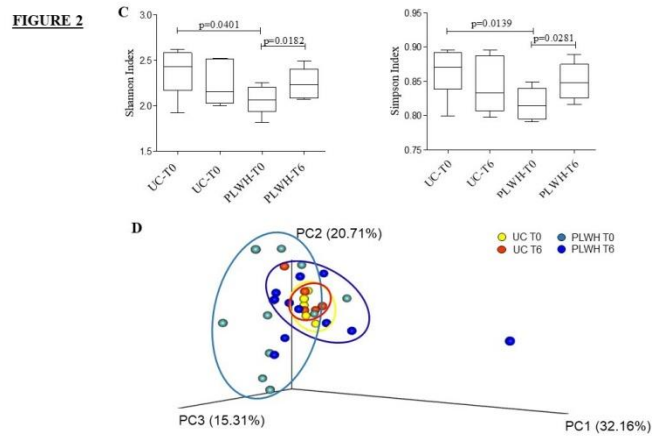 FIGURE 2
C
p=0.0401
p=0.0182
Shannon Index
3.0
2.5
2.0
1.5
UC-T0
UC-T0
PLWH-T0
PLWH-T6
p=0.0139
p=0.0281
Simpson Index
0.95
0.90
0.85
0.80
0.75
UC-T0
UC-T6
PLWH-T0
PLWH-T6
D
PC2 (20.71%)
UC T0
PLWH T0
UC T6
PLWH T6
PC3 (15.31%)
PC1 (32.16%)